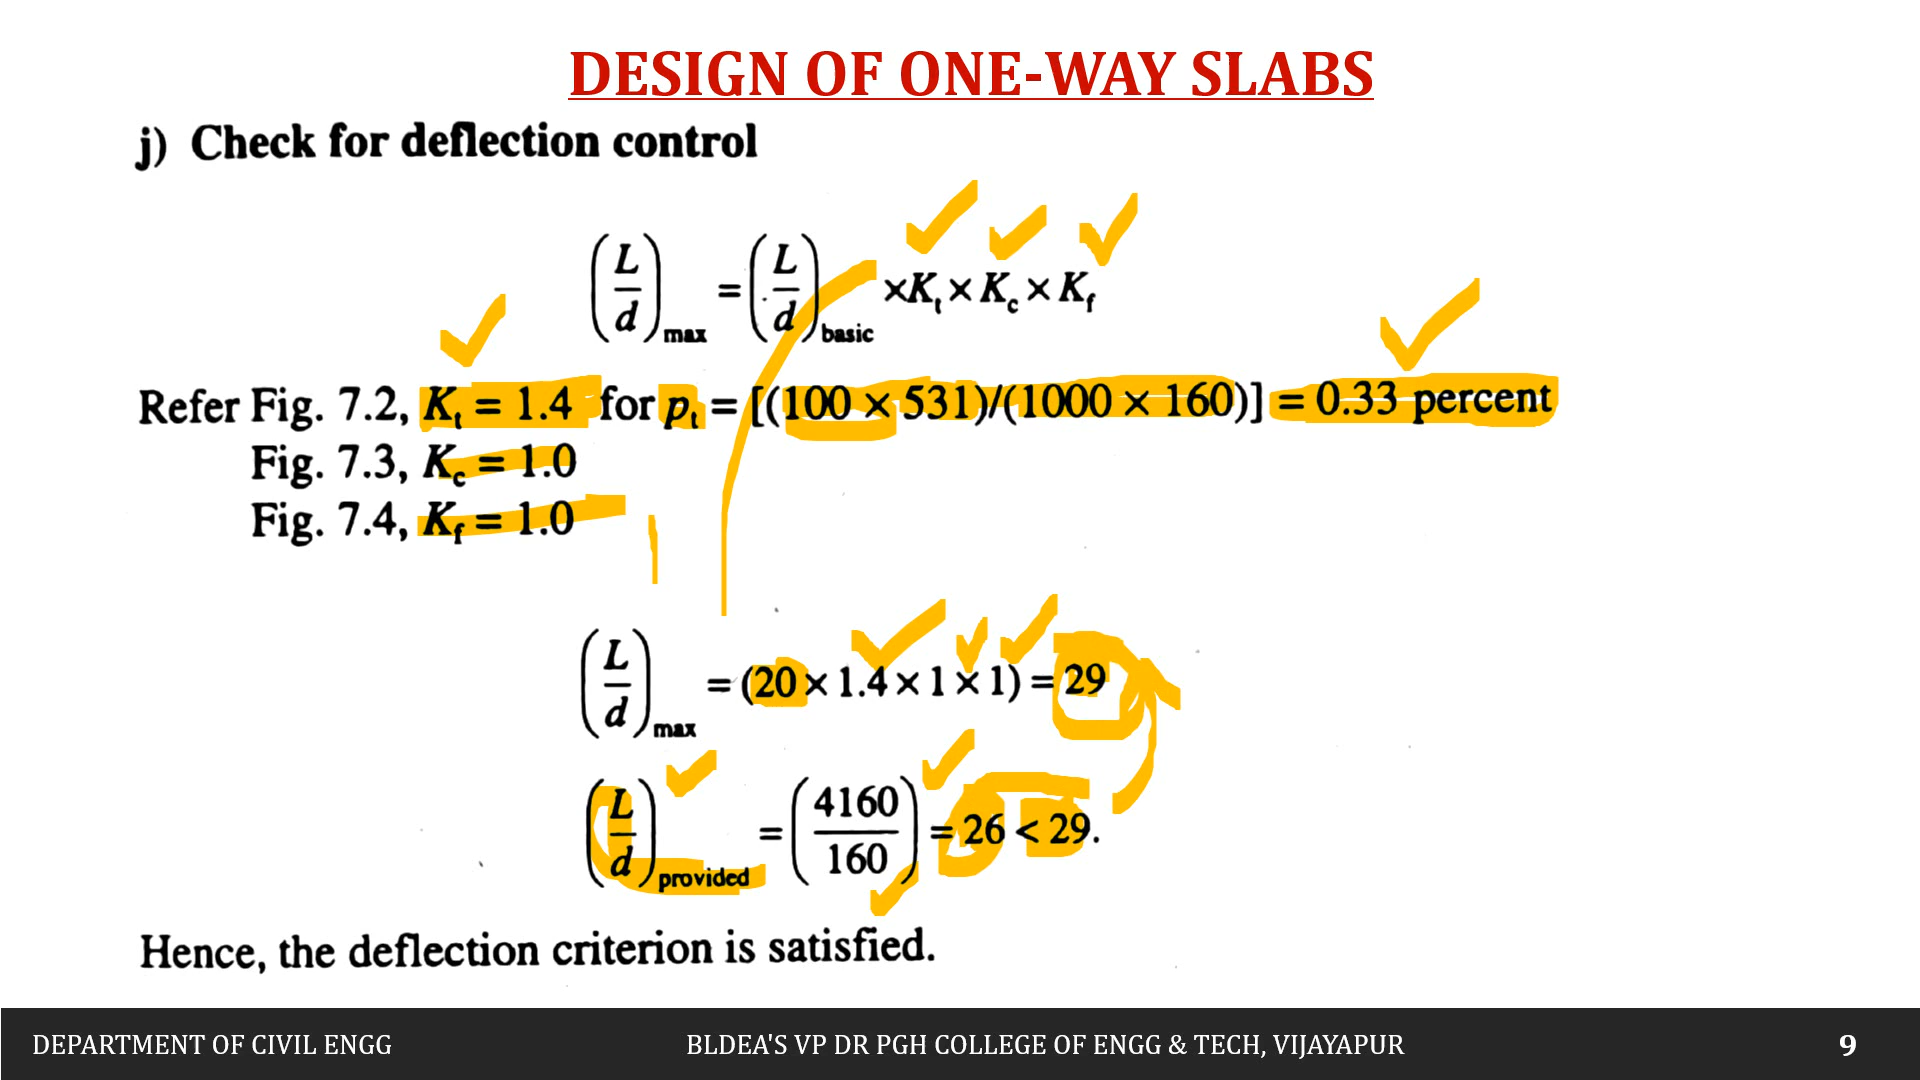 DESIGN OF ONE-WAY SLABS
j) Check for deflection control
(L/d)max = (L/d)basic ×Kt × Kc × Kf
Refer Fig. 7.2, Kt = 1.4 for pt = [(100 × 531)/(1000 × 160)] = 0.33 percent
Fig. 7.3, Kc = 1.0
Fig. 7.4, Kf = 1.0
(L/d)max = (20 × 1.4 × 1 × 1) = 29
(L/d)provided = (4160/160) = 26 < 29.
Hence, the deflection criterion is satisfied.
DEPARTMENT OF CIVIL ENGG BLDEA'S VP DR PGH COLLEGE OF ENGG & TECH, VIJAYAPUR 9